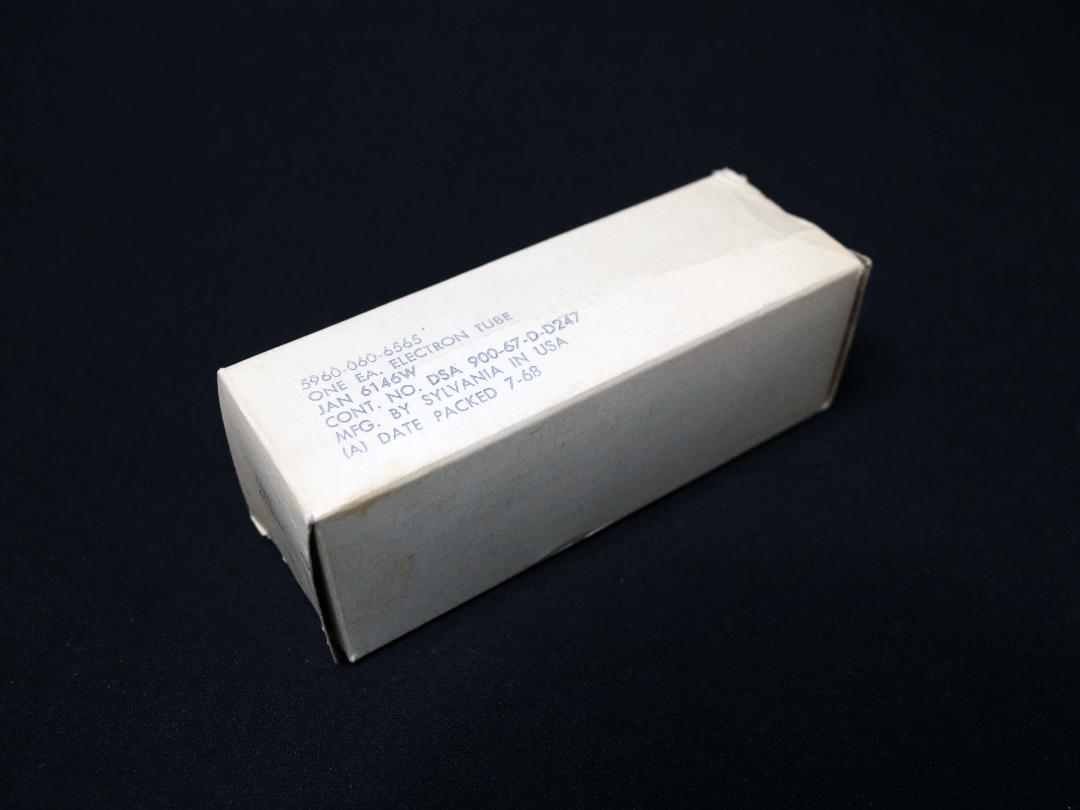 5960-060-6565
ONE EA. ELECTRON TUBE
JAN 6146W
CONT. NO. DSA 900-67-D-D247
MFG. BY SYLVANIA IN USA
(A) DATE PACKED 7-68